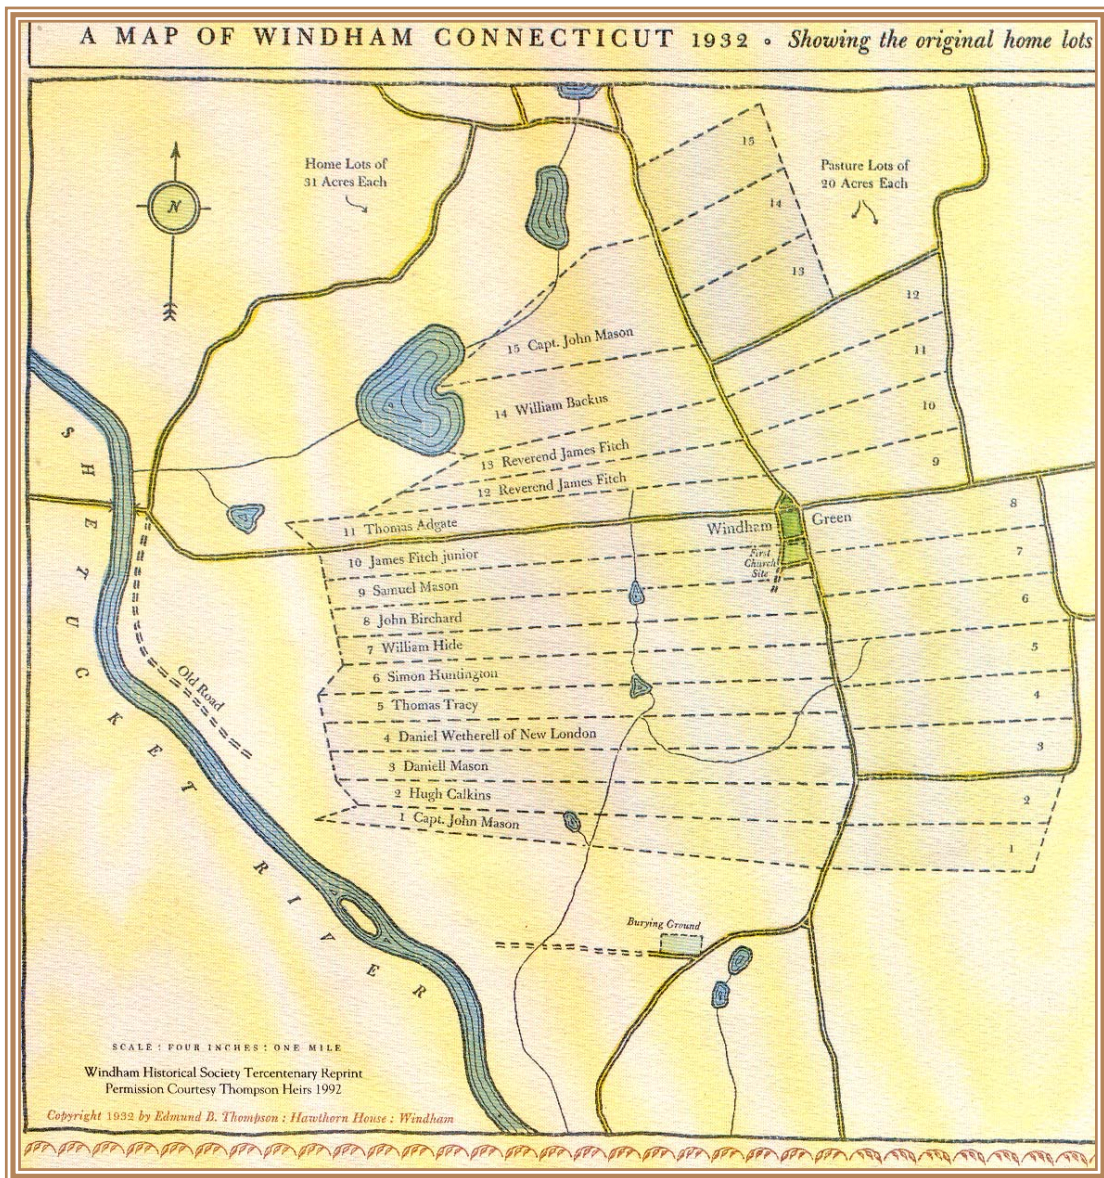 A MAP OF WINDHAM CONNECTICUT 1932 • Showing the original home lots
N
Home Lots of
31 Acres Each
Pasture Lots of
20 Acres Each
15
14
13
12
11
10
9
8
7
6
5
4
3
2
1
15 Capt. John Mason
14 William Backus
13 Reverend James Fitch
12 Reverend James Fitch
11 Thomas Adgate
10 James Fitch junior
9 Samuel Mason
8 John Birchard
7 William Hide
6 Simon Huntington
5 Thomas Tracy
4 Daniel Wetherell of New London
3 Daniell Mason
2 Hugh Calkins
1 Capt. John Mason
Windham Green
First
Church
Site
SHETUCKET RIVER
Old Road
Burying Ground
SCALE : FOUR INCHES : ONE MILE
Windham Historical Society Tercentenary Reprint
Permission Courtesy Thompson Heirs 1992
Copyright 1932 by Edmund B. Thompson : Hawthorn House : Windham